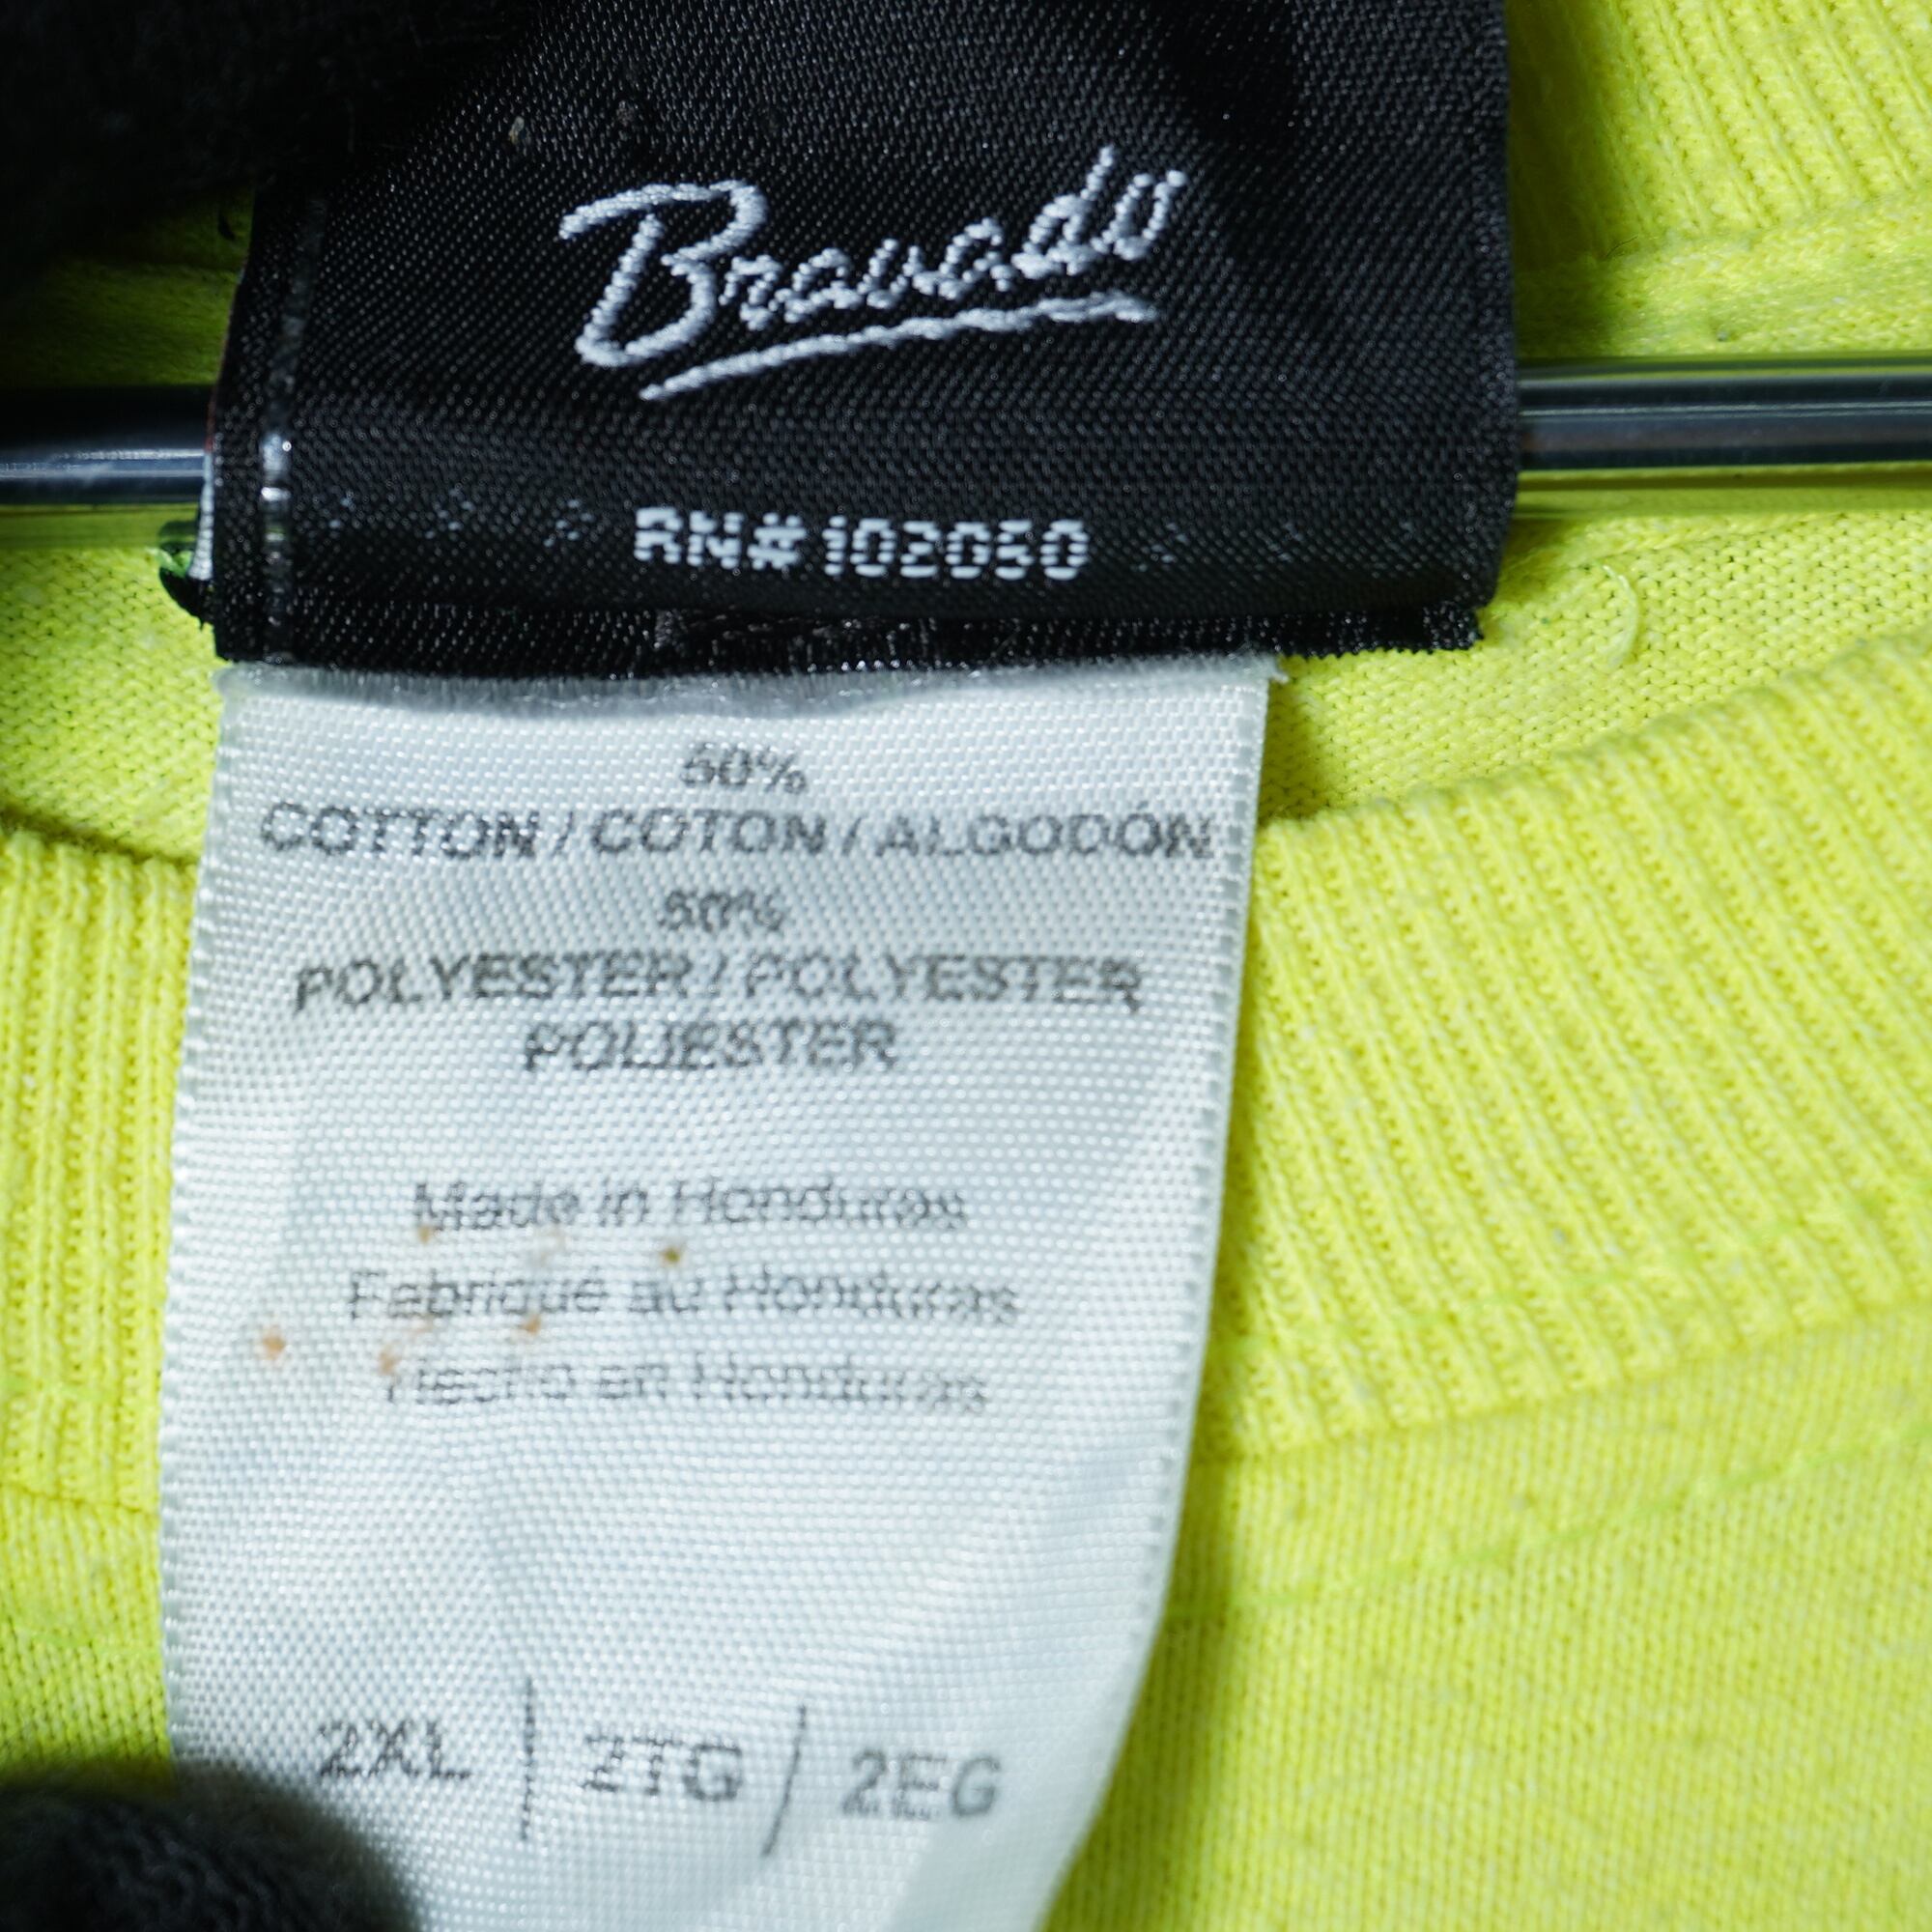 Bravado
RN#102050
50%
COTTON / COTON / ALGODÓN
50%
POLYESTER / POLYESTER
POLIESTER
Made in Honduras
Fabriqué au Honduras
Hecho en Honduras
2XL | 2TG | 2EG